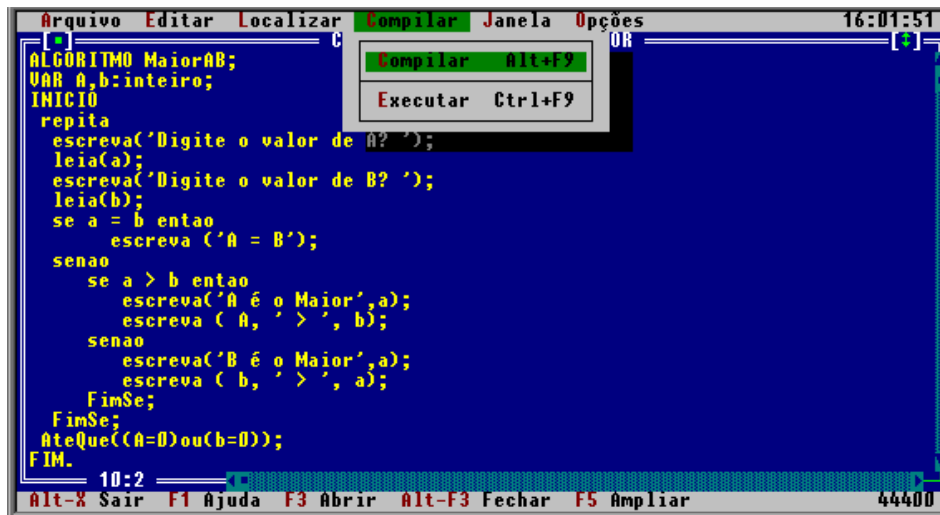 Arquivo Editar Localizar Compilar Janela Opções 16:01:51
OR
Compilar Alt+F9
Executar Ctrl+F9
ALGORITMO MaiorAB;
VAR A,b:inteiro;
INICIO
repita
escreva('Digite o valor de A? ');
leia(a);
escreva('Digite o valor de B? ');
leia(b);
se a = b entao
escreva ('A = B');
senao
se a > b entao
escreva('A é o Maior',a);
escreva ( A, ' > ', b);
senao
escreva('B é o Maior',a);
escreva ( b, ' > ', a);
FimSe;
FimSe;
AteQue((A=0)ou(b=0));
FIM.
10:2
Alt-X Sair F1 Ajuda F3 Abrir Alt-F3 Fechar F5 Ampliar 44400